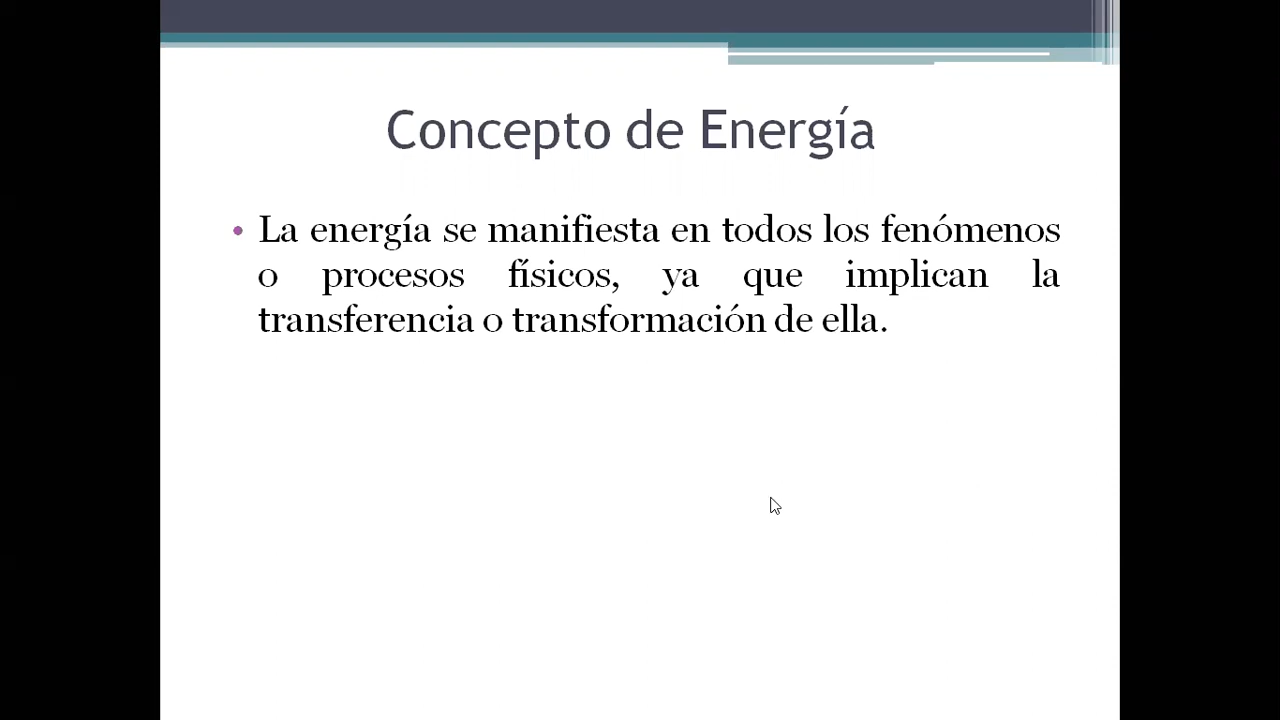 Concepto de Energía
• La energía se manifiesta en todos los fenómenos
o procesos físicos, ya que implican la
transferencia o transformación de ella.